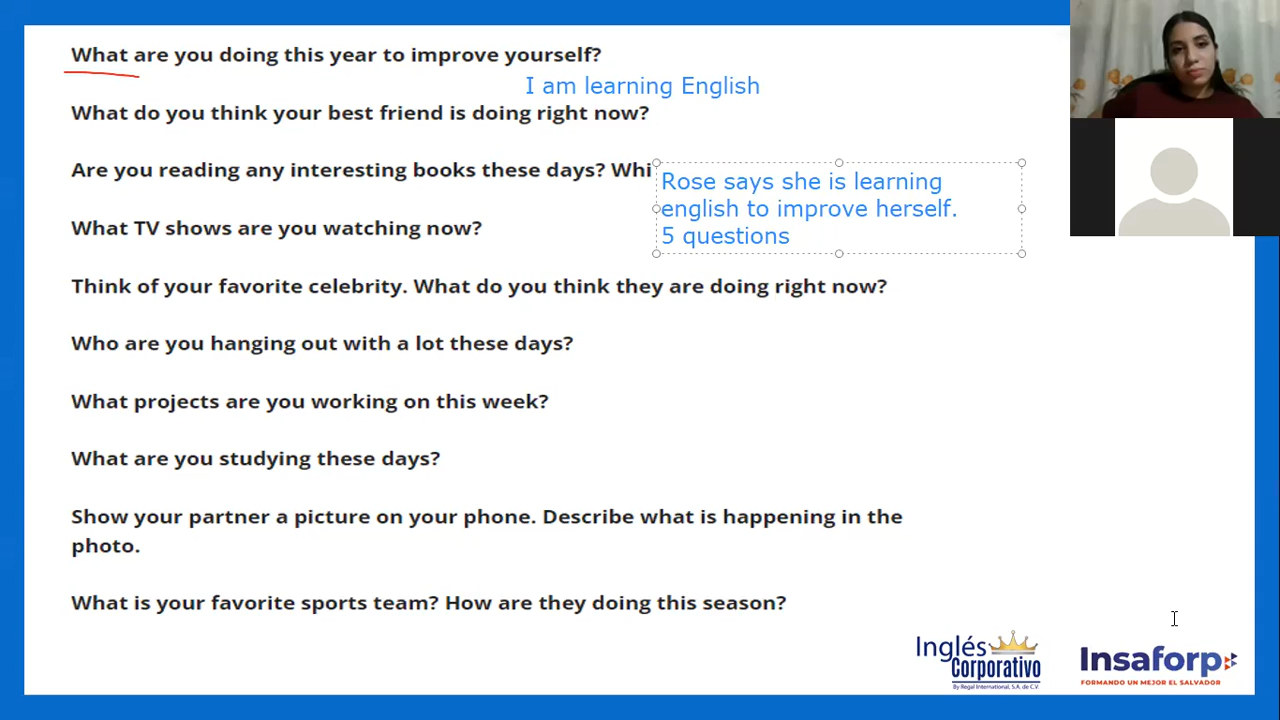 What are you doing this year to improve yourself?
I am learning English
What do you think your best friend is doing right now?
Are you reading any interesting books these days? Whi
Rose says she is learning
english to improve herself.
5 questions
What TV shows are you watching now?
Think of your favorite celebrity. What do you think they are doing right now?
Who are you hanging out with a lot these days?
What projects are you working on this week?
What are you studying these days?
Show your partner a picture on your phone. Describe what is happening in the
photo.
What is your favorite sports team? How are they doing this season?
Inglés
Corporativo
By Regal International, S.A. de C.V.
Insaforp
FORMANDO UN MEJOR EL SALVADOR